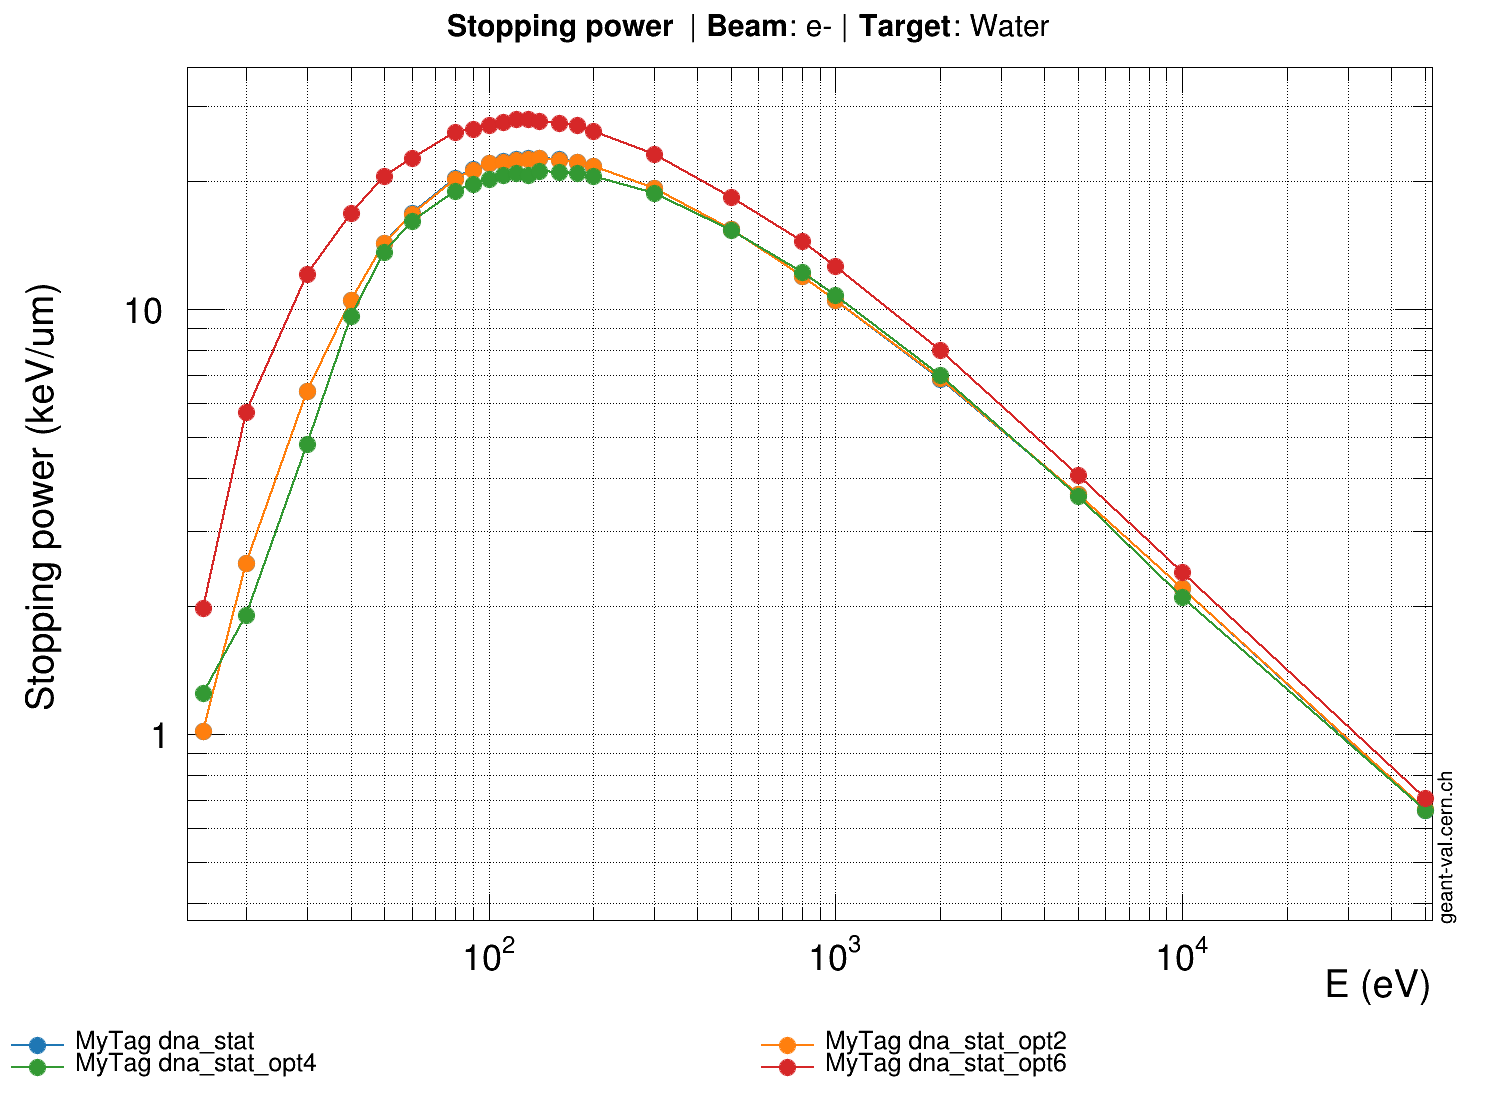 Stopping power | Beam: e- | Target: Water
Stopping power (keV/um)
10
1
10²
10³
10⁴
E (eV)
geant-val.cern.ch
MyTag dna_stat
MyTag dna_stat_opt2
MyTag dna_stat_opt4
MyTag dna_stat_opt6